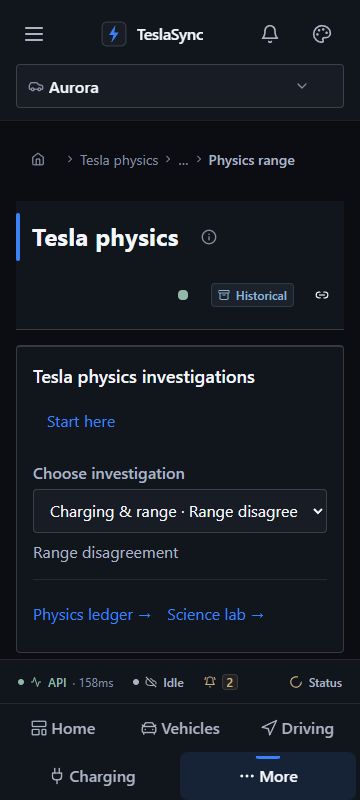 TeslaSync
Aurora
Tesla physics ... Physics range
Tesla physics
Historical
Tesla physics investigations
Start here
Choose investigation
Charging & range · Range disagree
Range disagreement
Physics ledger → Science lab →
API · 158ms Idle 2 Status
Home Vehicles Driving
Charging ··· More